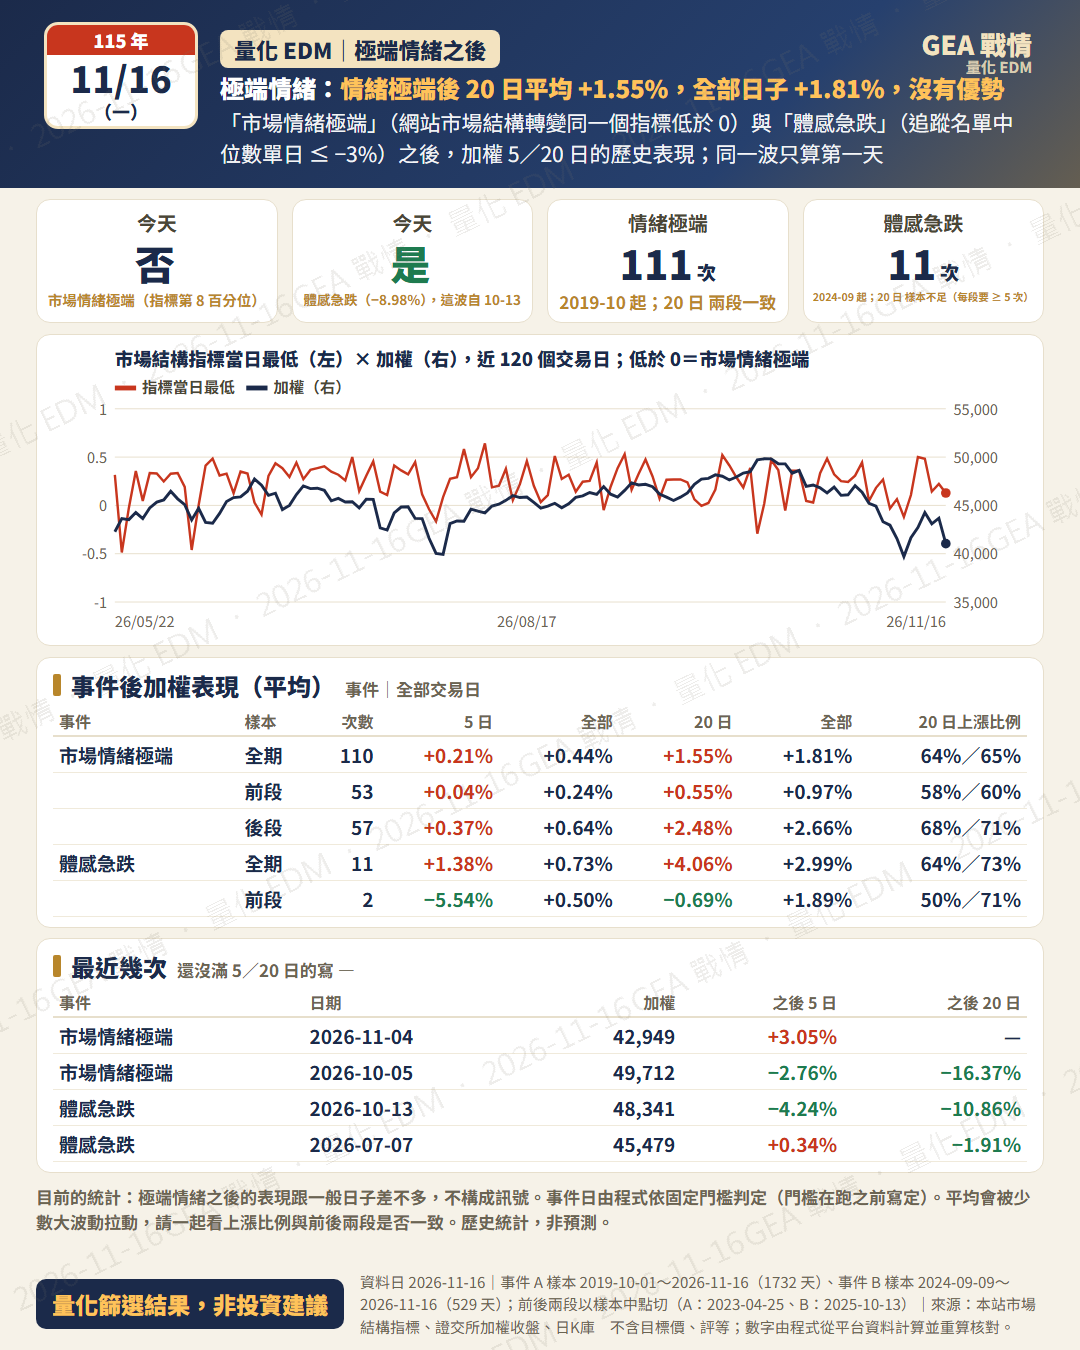 115 年
11/16
（一）
量化 EDM｜極端情緒之後
GEA 戰情
量化 EDM
極端情緒：情緒極端後 20 日平均 +1.55%，全部日子 +1.81%，沒有優勢
「市場情緒極端」（網站市場結構轉變同一個指標低於 0）與「體感急跌」（追蹤名單中
位數單日 ≤ −3%）之後，加權 5／20 日的歷史表現；同一波只算第一天
今天
否
市場情緒極端（指標第 8 百分位）
今天
是
體感急跌（−8.98%），這波自 10-13
情緒極端
111 次
2019-10 起；20 日 兩段一致
體感急跌
11 次
2024-09 起；20 日 樣本不足（每段要 ≥ 5 次）
市場結構指標當日最低（左）× 加權（右），近 120 個交易日；低於 0＝市場情緒極端
指標當日最低 加權（右）
1 55,000
0.5 50,000
0 45,000
-0.5 40,000
-1 35,000
26/05/22 26/08/17 26/11/16
事件後加權表現（平均） 事件｜全部交易日
事件 樣本 次數 5 日 全部 20 日 全部 20 日上漲比例
市場情緒極端 全期 110 +0.21% +0.44% +1.55% +1.81% 64%／65%
前段 53 +0.04% +0.24% +0.55% +0.97% 58%／60%
後段 57 +0.37% +0.64% +2.48% +2.66% 68%／71%
體感急跌 全期 11 +1.38% +0.73% +4.06% +2.99% 64%／73%
前段 2 −5.54% +0.50% −0.69% +1.89% 50%／71%
最近幾次 還沒滿 5／20 日的寫 —
事件 日期 加權 之後 5 日 之後 20 日
市場情緒極端 2026-11-04 42,949 +3.05% —
市場情緒極端 2026-10-05 49,712 −2.76% −16.37%
體感急跌 2026-10-13 48,341 −4.24% −10.86%
體感急跌 2026-07-07 45,479 +0.34% −1.91%
目前的統計：極端情緒之後的表現跟一般日子差不多，不構成訊號。事件日由程式依固定門檻判定（門檻在跑之前寫定）。平均會被少
數大波動拉動，請一起看上漲比例與前後兩段是否一致。歷史統計，非預測。
量化篩選結果，非投資建議
資料日 2026-11-16｜事件 A 樣本 2019-10-01～2026-11-16（1732 天）、事件 B 樣本 2024-09-09～
2026-11-16（529 天）；前後兩段以樣本中點切（A：2023-04-25、B：2025-10-13）｜來源：本站市場
結構指標、證交所加權收盤、日K庫　不含目標價、評等；數字由程式從平台資料計算並重算核對。